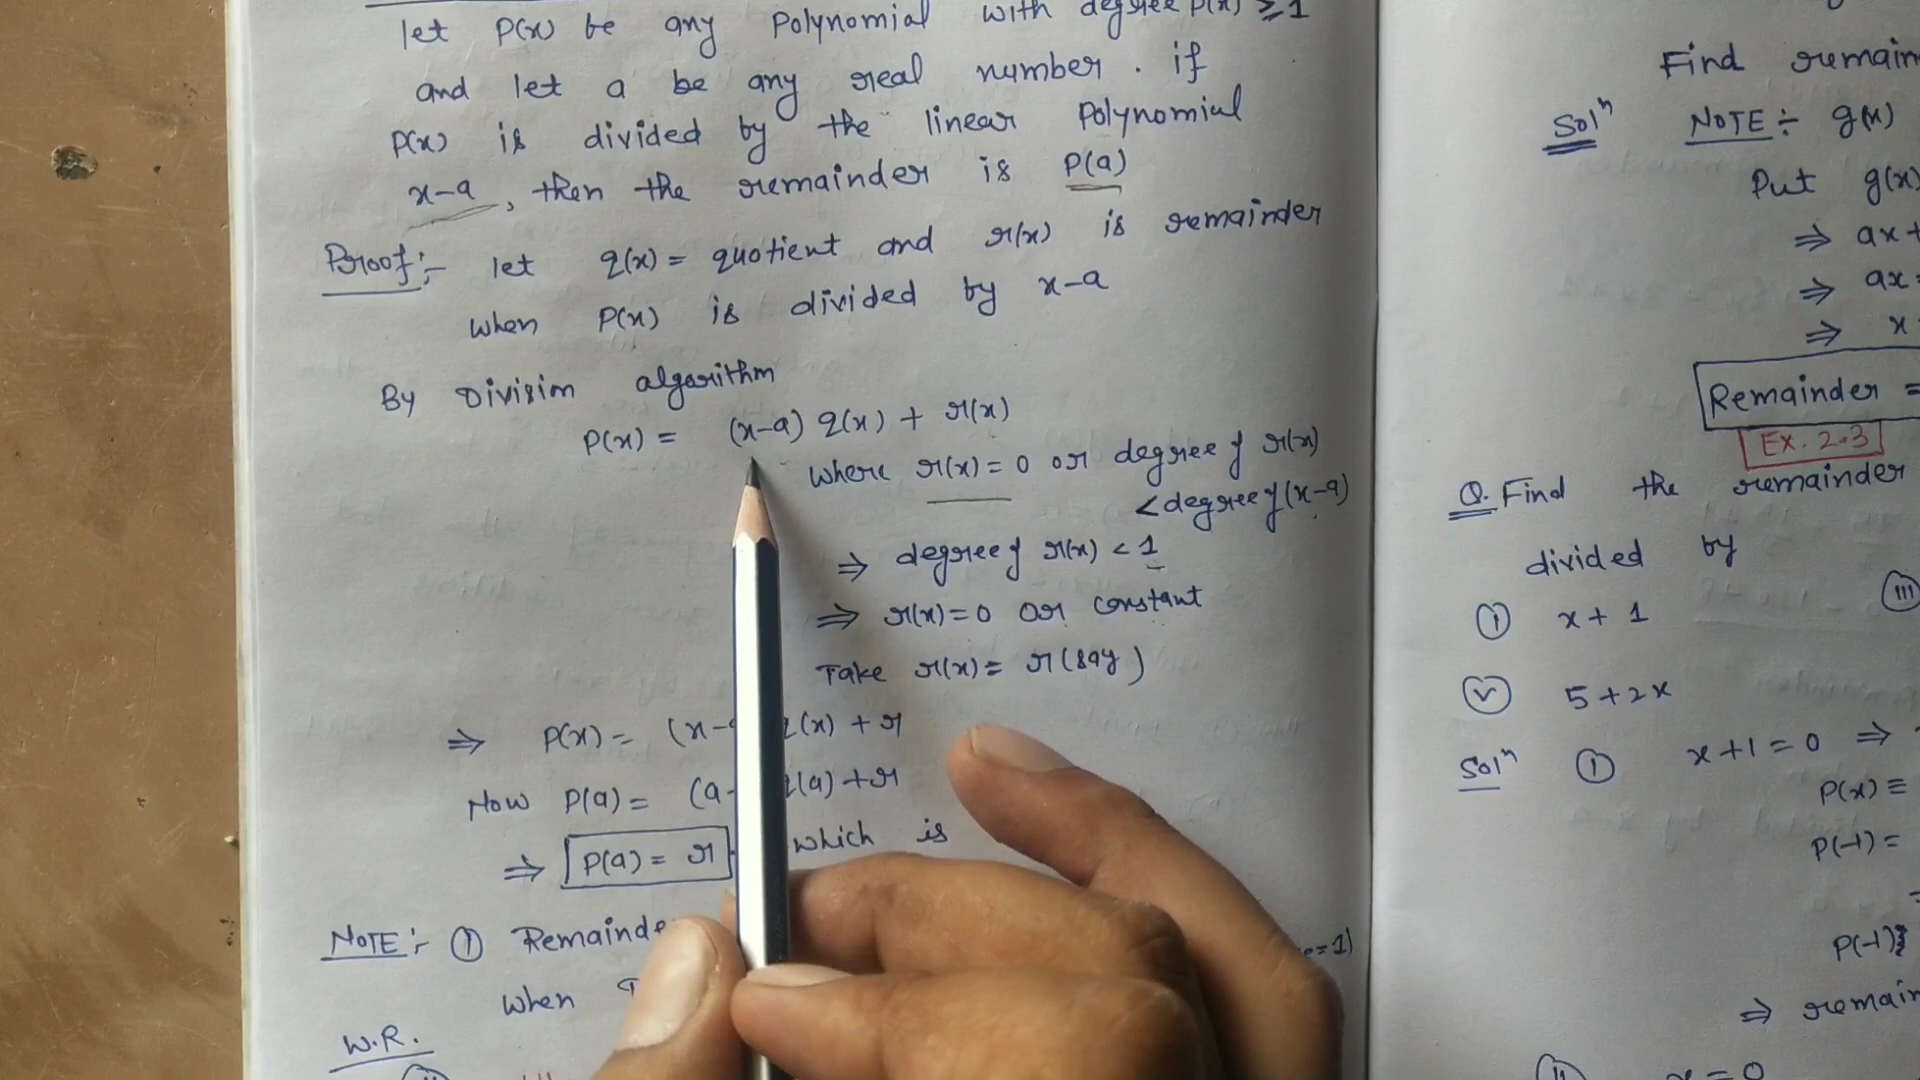 let P(x) be any Polynomial with degree P(x) ≥ 1
and let a be any real number. if
P(x) is divided by the linear Polynomial
x-a, then the remainder is P(a)
Proof:- let q(x) = quotient and r(x) is remainder
when P(x) is divided by x-a
By Division algorithm
P(x) = (x-a) q(x) + r(x)
Where r(x) = 0 or degree of r(x)
< degree of (x-a)
⇒ degree of r(x) < 1
⇒ r(x) = 0 or constant
Take r(x) = r (say)
⇒ P(x) = (x- q(x) + r
Now P(a) = (a- q(a) + r
⇒ P(a) = r which is
NOTE:- ① Remainde
=1)
when
W.R.
Find remain
Solⁿ NOTE:- g(x)
Put g(x)
⇒ ax+
⇒ ax=
⇒ x
Remainder =
Ex. 2.3
Q. Find the remainder
divided by
ⓘ x+1 (iii)
ⓥ 5+2x
Solⁿ ⓘ x+1=0 ⇒
P(x) =
P(-1) =
P(-1)
⇒ remain
(ii) x = 0